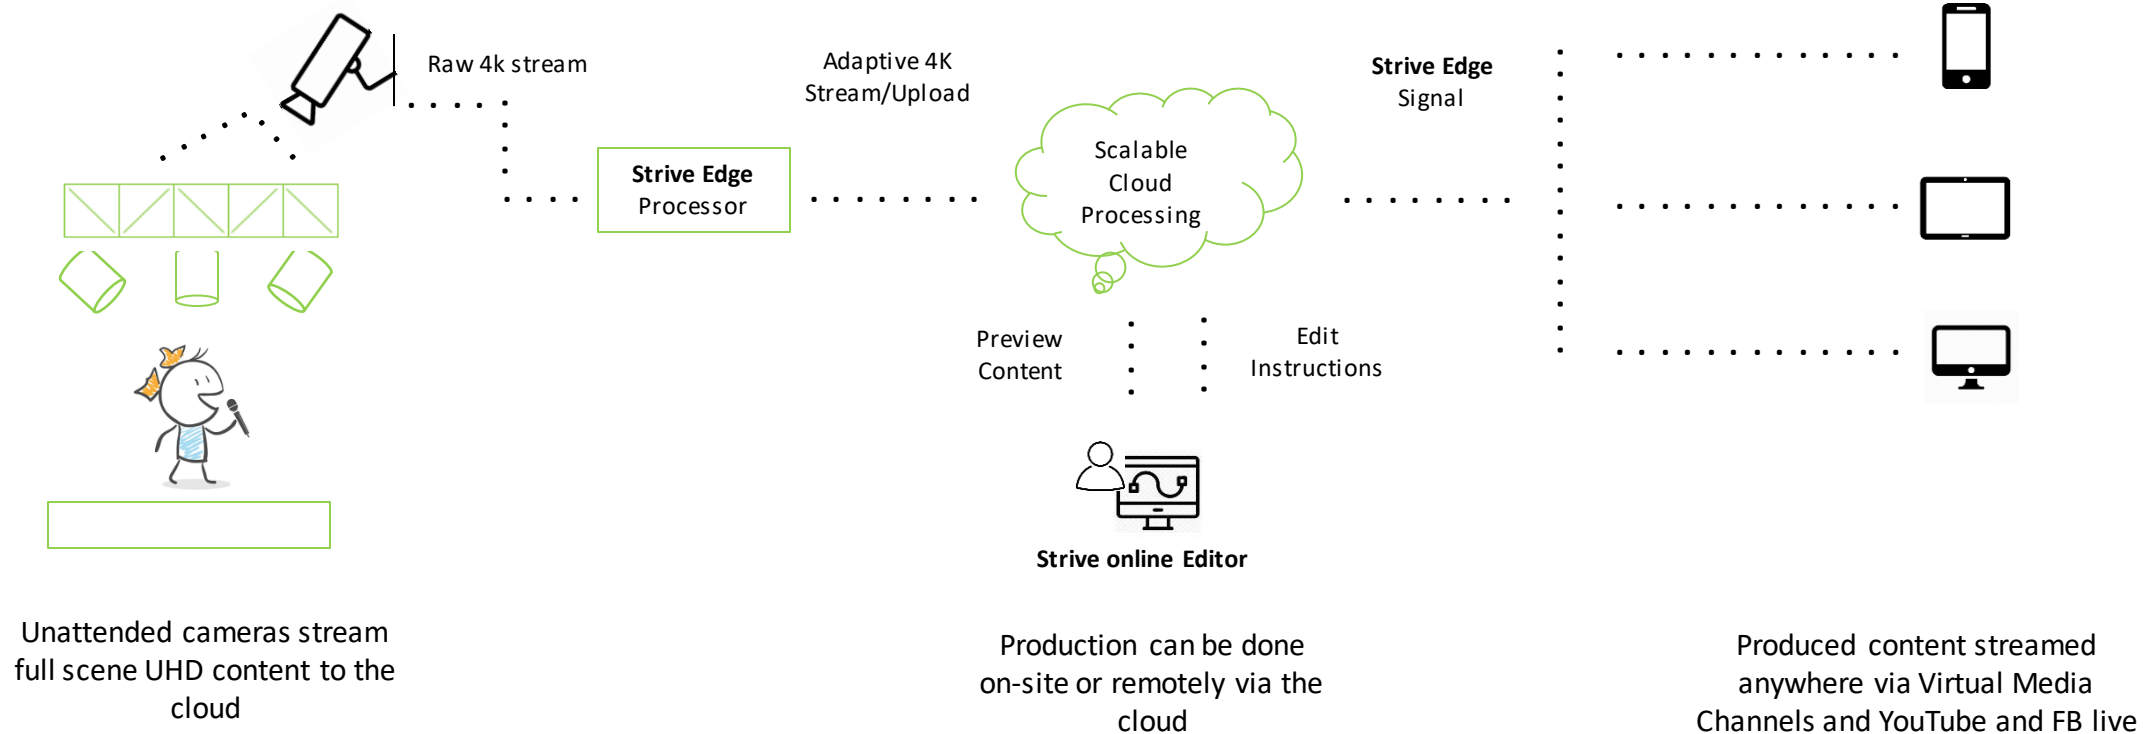 Raw 4k stream
Adaptive 4K
Stream/Upload
Strive Edge
Signal
Strive Edge
Processor
Scalable
Cloud
Processing
Preview
Content
Edit
Instructions
Strive online Editor
Unattended cameras stream
full scene UHD content to the
cloud
Production can be done
on-site or remotely via the
cloud
Produced content streamed
anywhere via Virtual Media
Channels and YouTube and FB live